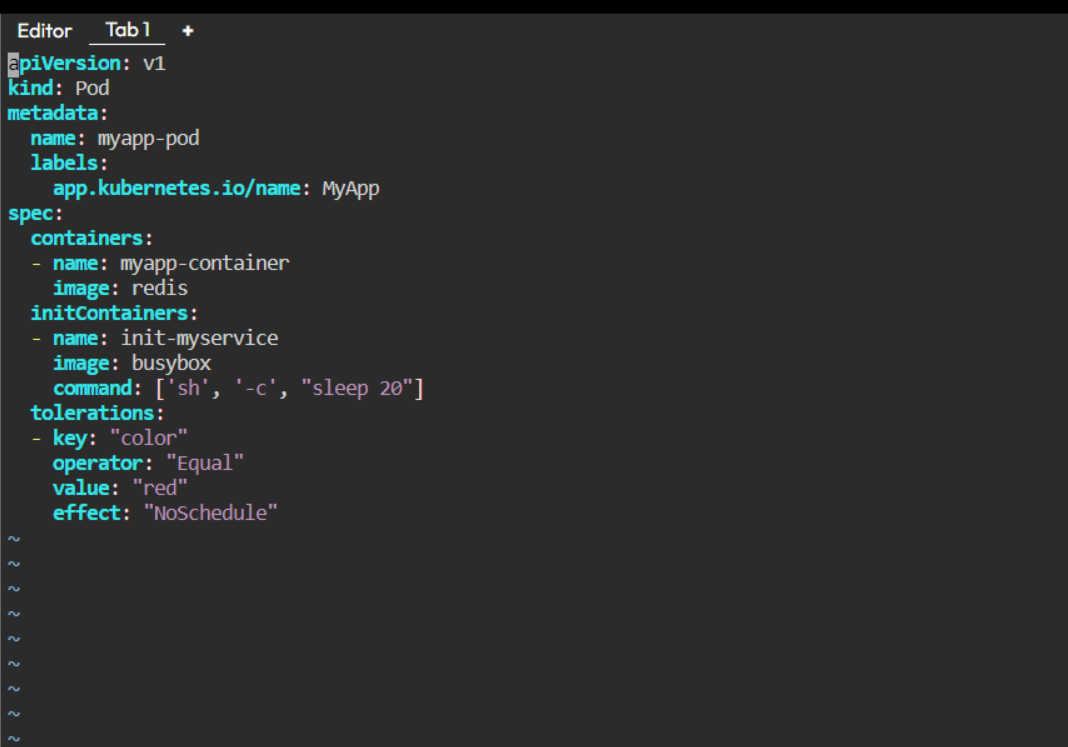 Editor Tab 1 +
apiVersion: v1
kind: Pod
metadata:
  name: myapp-pod
  labels:
    app.kubernetes.io/name: MyApp
spec:
  containers:
  - name: myapp-container
    image: redis
  initContainers:
  - name: init-myservice
    image: busybox
    command: ['sh', '-c', "sleep 20"]
  tolerations:
  - key: "color"
    operator: "Equal"
    value: "red"
    effect: "NoSchedule"
~
~
~
~
~
~
~
~
~